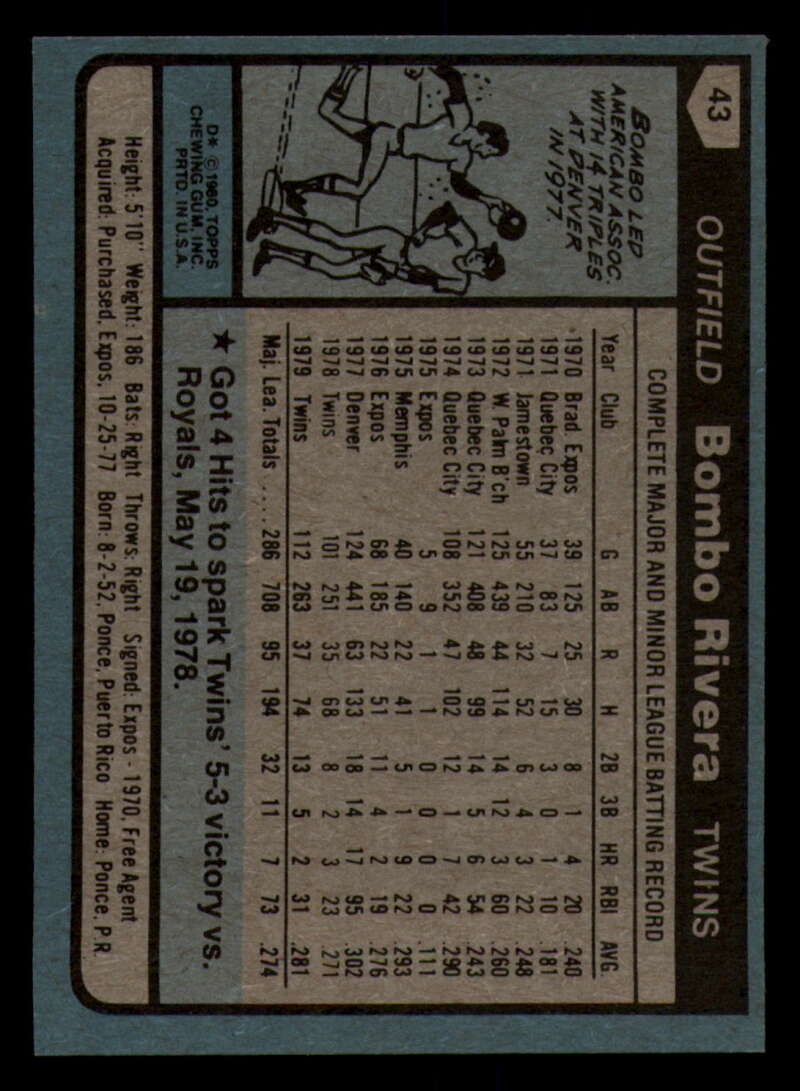 43 OUTFIELD Bombo Rivera TWINS
BOMBO LED
AMERICAN ASSOC.
WITH 14 TRIPLES
AT DENVER
IN 1977
D* © 1980, TOPPS
CHEWING GUM, INC.
PRTD. IN U.S.A.
COMPLETE MAJOR AND MINOR LEAGUE BATTING RECORD
Year Club G AB R H 2B 3B HR RBI AVG.
1970 Brad. Expos 39 125 25 30 8 1 4 20 .240
1971 Quebec City 37 83 7 15 3 0 1 10 .181
1971 Jamestown 55 210 32 52 6 4 3 22 .248
1972 W. Palm B'ch 125 439 44 114 14 12 3 60 .260
1973 Quebec City 121 408 48 99 14 5 6 54 .243
1974 Quebec City 108 352 47 102 12 1 7 42 .290
1975 Expos 5 9 1 1 0 0 0 0 .111
1975 Memphis 40 140 22 41 5 1 9 22 .293
1976 Expos 68 185 22 51 11 4 2 19 .276
1977 Denver 124 441 63 133 18 14 17 95 .302
1978 Twins 101 251 35 68 8 2 3 23 .271
1979 Twins 112 263 37 74 13 5 2 31 .281
Maj. Lea. Totals .... 286 708 95 194 32 11 7 73 .274
★ Got 4 Hits to spark Twins' 5-3 victory vs.
Royals, May 19, 1978.
Height: 5'10" Weight: 186 Bats: Right Throws: Right Signed: Expos - 1970, Free Agent
Acquired: Purchased, Expos, 10-25-77 Born: 8-2-52, Ponce, Puerto Rico Home: Ponce, P.R.